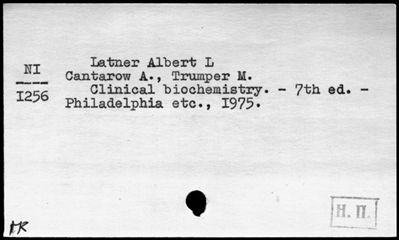 Latner Albert L
NI
Cantarow A., Trumper M.
Clinical biochemistry. - 7th ed. -
I256
Philadelphia etc., I975.
Н. П.